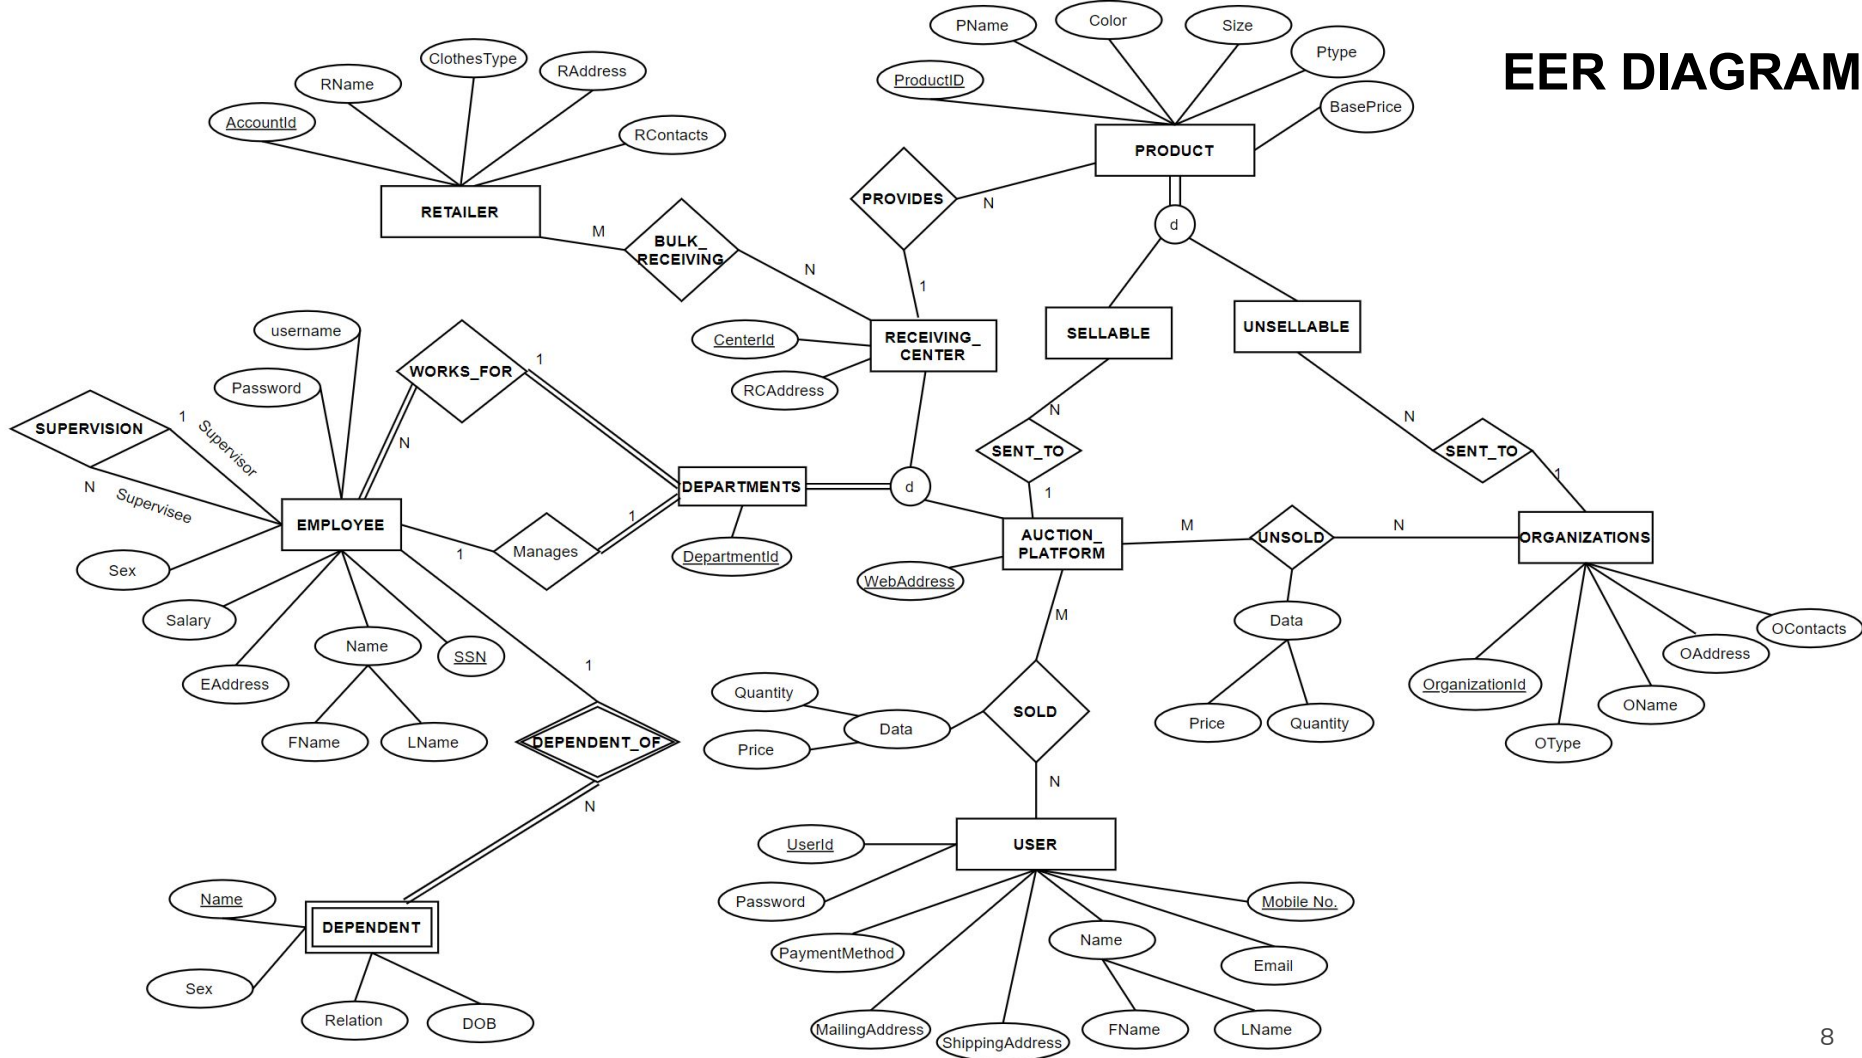 EER DIAGRAM
PName
Color
Size
Ptype
ProductID
BasePrice
PRODUCT
ClothesType
RName
RAddress
AccountId
RContacts
RETAILER
PROVIDES
N
1
d
M
BULK_
RECEIVING
N
CenterId
RCAddress
RECEIVING_
CENTER
SELLABLE
UNSELLABLE
username
Password
WORKS_FOR
1
N
SUPERVISION
1
Supervisor
N
Supervisee
N
SENT_TO
1
N
SENT_TO
1
DEPARTMENTS
d
DepartmentId
EMPLOYEE
1
Manages
1
AUCTION_
PLATFORM
WebAddress
M
UNSOLD
N
ORGANIZATIONS
Sex
Salary
EAddress
Name
SSN
FName
LName
1
DEPENDENT_OF
N
M
SOLD
N
Quantity
Data
Price
Data
Price
Quantity
OContacts
OAddress
OrganizationId
OName
OType
USER
UserId
Password
PaymentMethod
MailingAddress
ShippingAddress
Name
FName
LName
Email
Mobile No.
Name
DEPENDENT
Sex
Relation
DOB
8